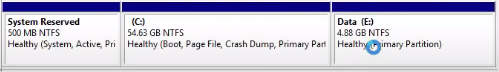 System Reserved
500 MB NTFS
Healthy (System, Active, Pri
(C:)
54.63 GB NTFS
Healthy (Boot, Page File, Crash Dump, Primary Part
Data (E:)
4.88 GB NTFS
Healthy (Primary Partition)